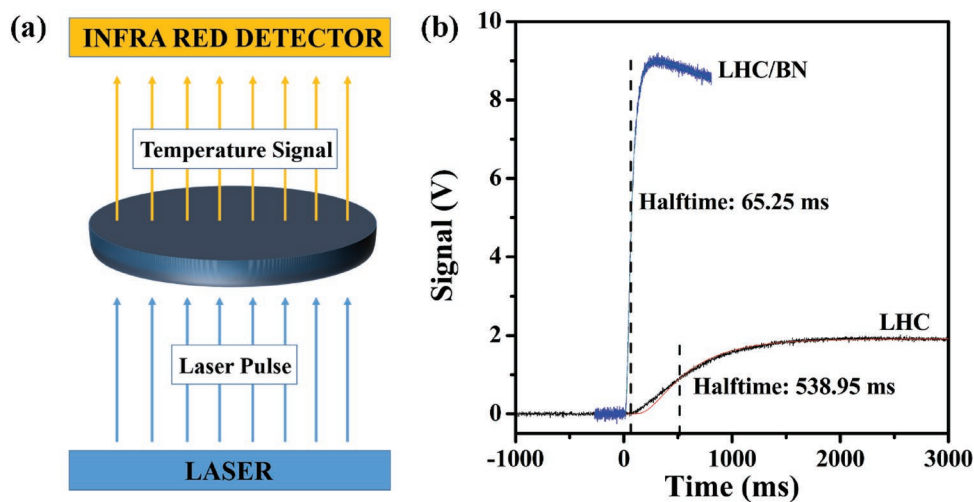 (a)
INFRA RED DETECTOR
Temperature Signal
Laser Pulse
LASER
(b)
10
8
6
4
2
0
Signal (V)
LHC/BN
Halftime: 65.25 ms
LHC
Halftime: 538.95 ms
-1000 0 1000 2000 3000
Time (ms)